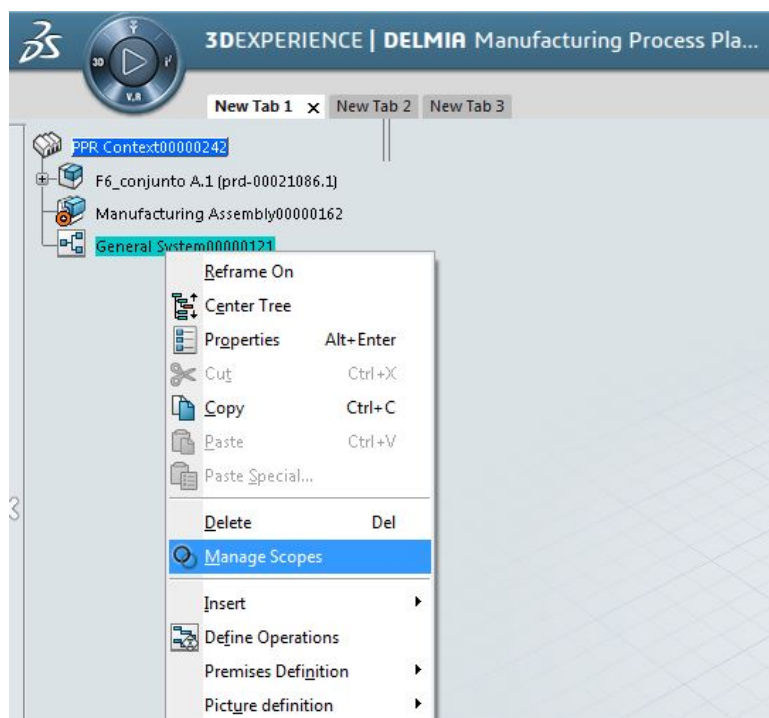 3DEXPERIENCE | DELMIA Manufacturing Process Pla...
3D
V.R
New Tab 1 x New Tab 2 New Tab 3
PPR Context00000242
F6_conjunto A.1 (prd-00021086.1)
Manufacturing Assembly00000162
General System00000121
Reframe On
Center Tree
Properties Alt+Enter
Cut Ctrl+X
Copy Ctrl+C
Paste Ctrl+V
Paste Special...
Delete Del
Manage Scopes
Insert
Define Operations
Premises Definition
Picture definition